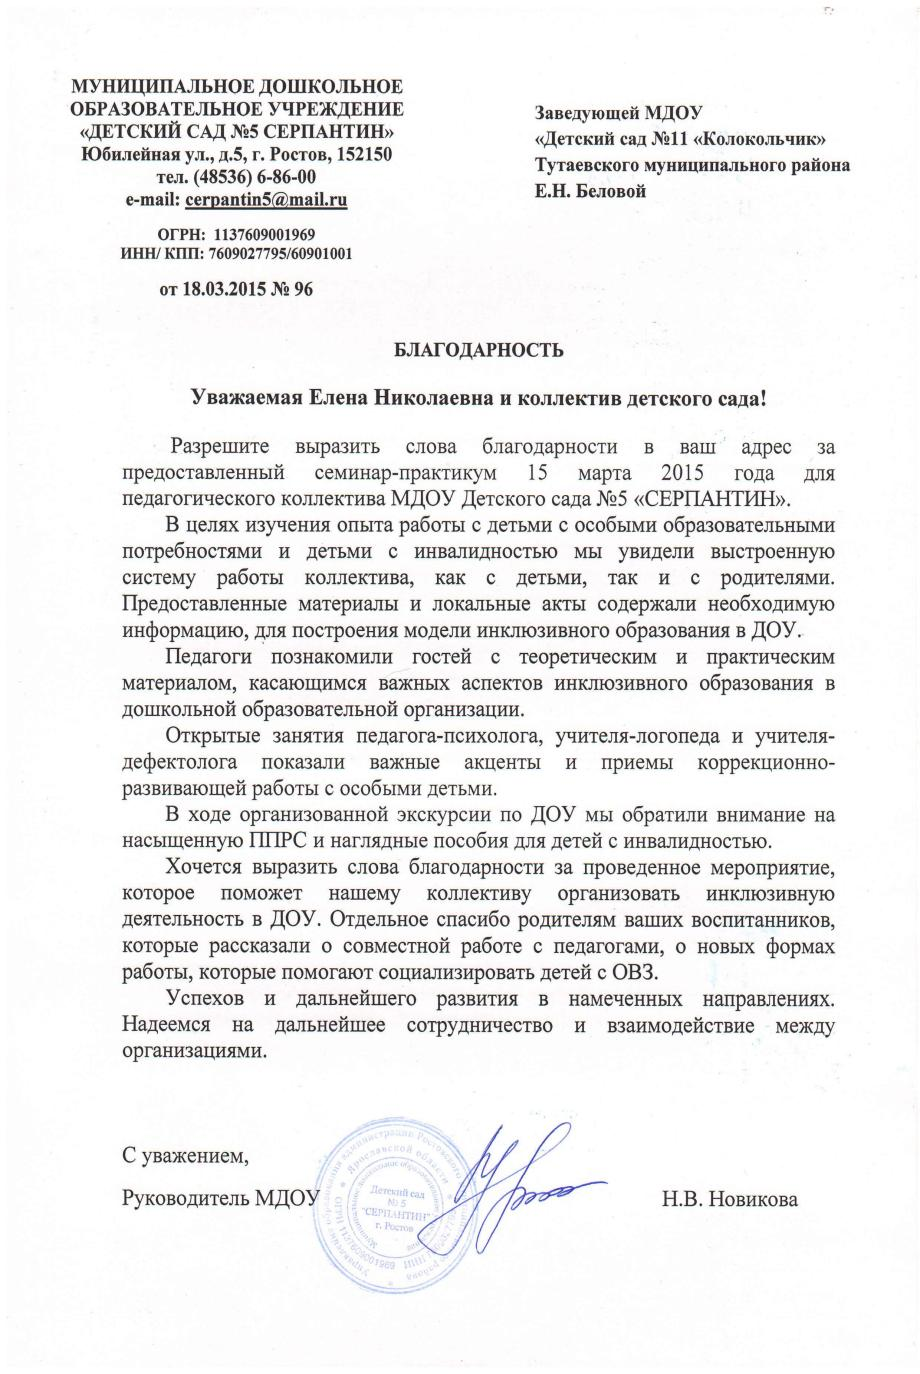 МУНИЦИПАЛЬНОЕ ДОШКОЛЬНОЕ
ОБРАЗОВАТЕЛЬНОЕ УЧРЕЖДЕНИЕ
«ДЕТСКИЙ САД №5 СЕРПАНТИН»
Юбилейная ул., д.5, г. Ростов, 152150
тел. (48536) 6-86-00
e-mail: cerpantin5@mail.ru
ОГРН: 1137609001969
ИНН/ КПП: 7609027795/60901001
от 18.03.2015 № 96
Заведующей МДОУ
«Детский сад №11 «Колокольчик»
Тутаевского муниципального района
Е.Н. Беловой
БЛАГОДАРНОСТЬ
Уважаемая Елена Николаевна и коллектив детского сада!
Разрешите выразить слова благодарности в ваш адрес за
предоставленный семинар-практикум 15 марта 2015 года для
педагогического коллектива МДОУ Детского сада №5 «СЕРПАНТИН».
В целях изучения опыта работы с детьми с особыми образовательными
потребностями и детьми с инвалидностью мы увидели выстроенную
систему работы коллектива, как с детьми, так и с родителями.
Предоставленные материалы и локальные акты содержали необходимую
информацию, для построения модели инклюзивного образования в ДОУ.
Педагоги познакомили гостей с теоретическим и практическим
материалом, касающимся важных аспектов инклюзивного образования в
дошкольной образовательной организации.
Открытые занятия педагога-психолога, учителя-логопеда и учителя-
дефектолога показали важные акценты и приемы коррекционно-
развивающей работы с особыми детьми.
В ходе организованной экскурсии по ДОУ мы обратили внимание на
насыщенную ППРС и наглядные пособия для детей с инвалидностью.
Хочется выразить слова благодарности за проведенное мероприятие,
которое поможет нашему коллективу организовать инклюзивную
деятельность в ДОУ. Отдельное спасибо родителям ваших воспитанников,
которые рассказали о совместной работе с педагогами, о новых формах
работы, которые помогают социализировать детей с ОВЗ.
Успехов и дальнейшего развития в намеченных направлениях.
Надеемся на дальнейшее сотрудничество и взаимодействие между
организациями.
С уважением,
Руководитель МДОУ
Н.В. Новикова
Детский сад
№ 5
"СЕРПАНТИН"
г. Ростов